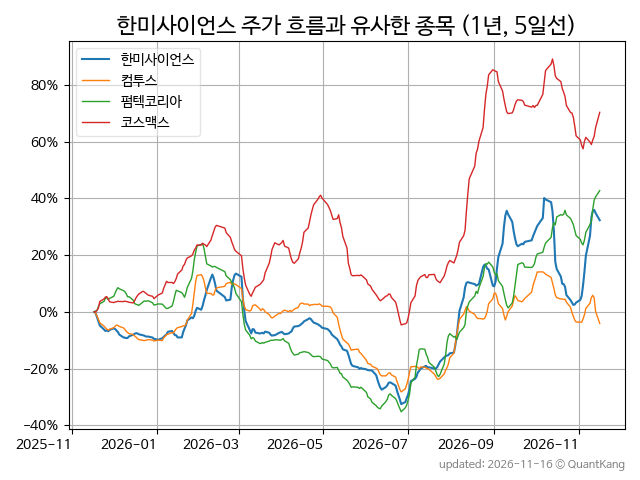 한미사이언스 주가 흐름과 유사한 종목 (1년, 5일선)
한미사이언스
컴투스
펌텍코리아
코스맥스
80%
60%
40%
20%
0%
−20%
−40%
2025-11
2026-01
2026-03
2026-05
2026-07
2026-09
2026-11
updated: 2026-11-16 © QuantKang